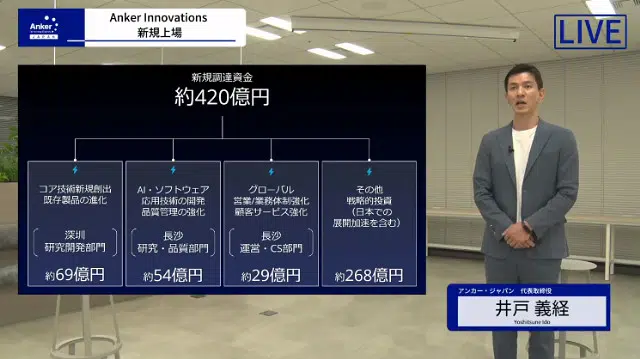 Anker
JAPAN
Anker Innovations
新規上場
LIVE
新規調達資金
約420億円
コア技術新規創出
既存製品の進化
深圳
研究開発部門
約69億円
AI・ソフトウェア
応用技術の開発
品質管理の強化
長沙
研究・品質部門
約54億円
グローバル
営業/業務体制強化
顧客サービス強化
長沙
運営・CS部門
約29億円
その他
戦略的投資
（日本での
展開加速を含む）
約268億円
アンカー・ジャパン 代表取締役
井戸 義経
Yoshitsune Ido